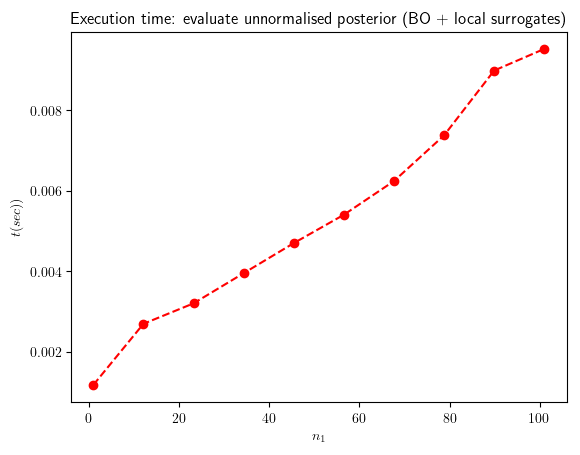 Execution time: evaluate unnormalised posterior (BO + local surrogates)
0.008
0.006
0.004
0.002
t(sec))
0 20 40 60 80 100
n₁